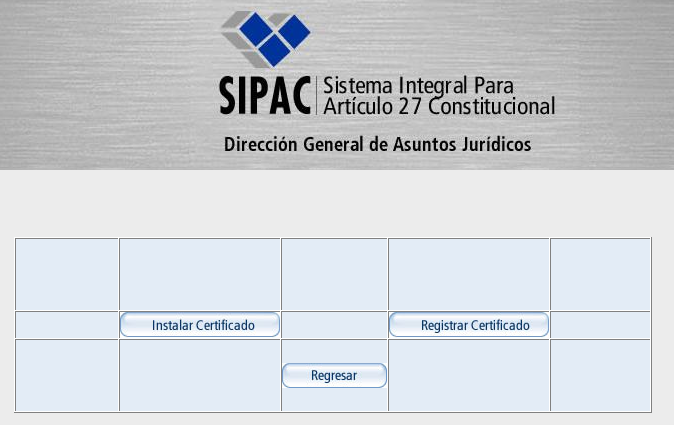 SIPAC
Sistema Integral Para
Artículo 27 Constitucional
Dirección General de Asuntos Jurídicos
Instalar Certificado
Registrar Certificado
Regresar